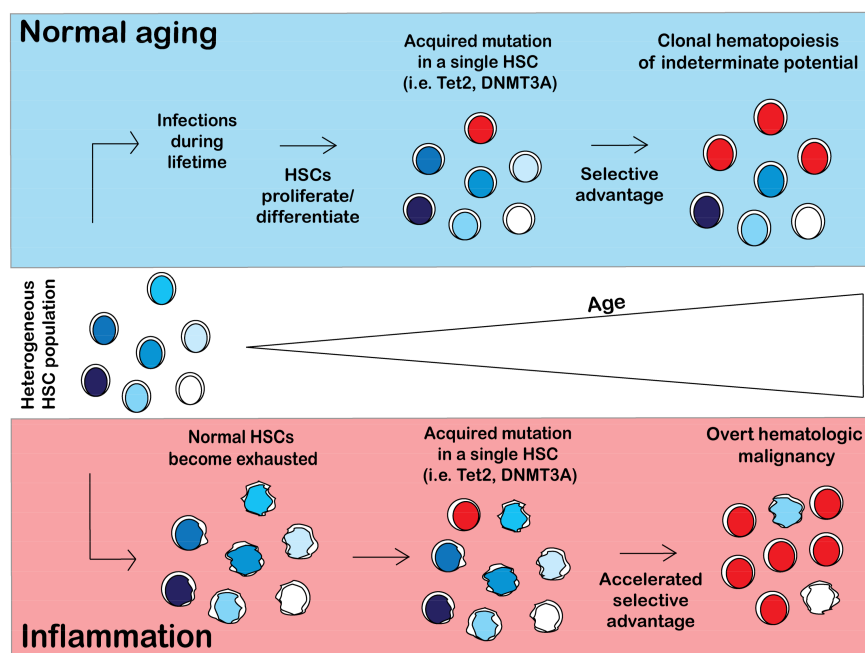 Normal aging
Infections
during
lifetime
HSCs
proliferate/
differentiate
Acquired mutation
in a single HSC
(i.e. Tet2, DNMT3A)
Selective
advantage
Clonal hematopoiesis
of indeterminate potential
Heterogeneous
HSC population
Age
Normal HSCs
become exhausted
Acquired mutation
in a single HSC
(i.e. Tet2, DNMT3A)
Accelerated
selective
advantage
Overt hematologic
malignancy
Inflammation